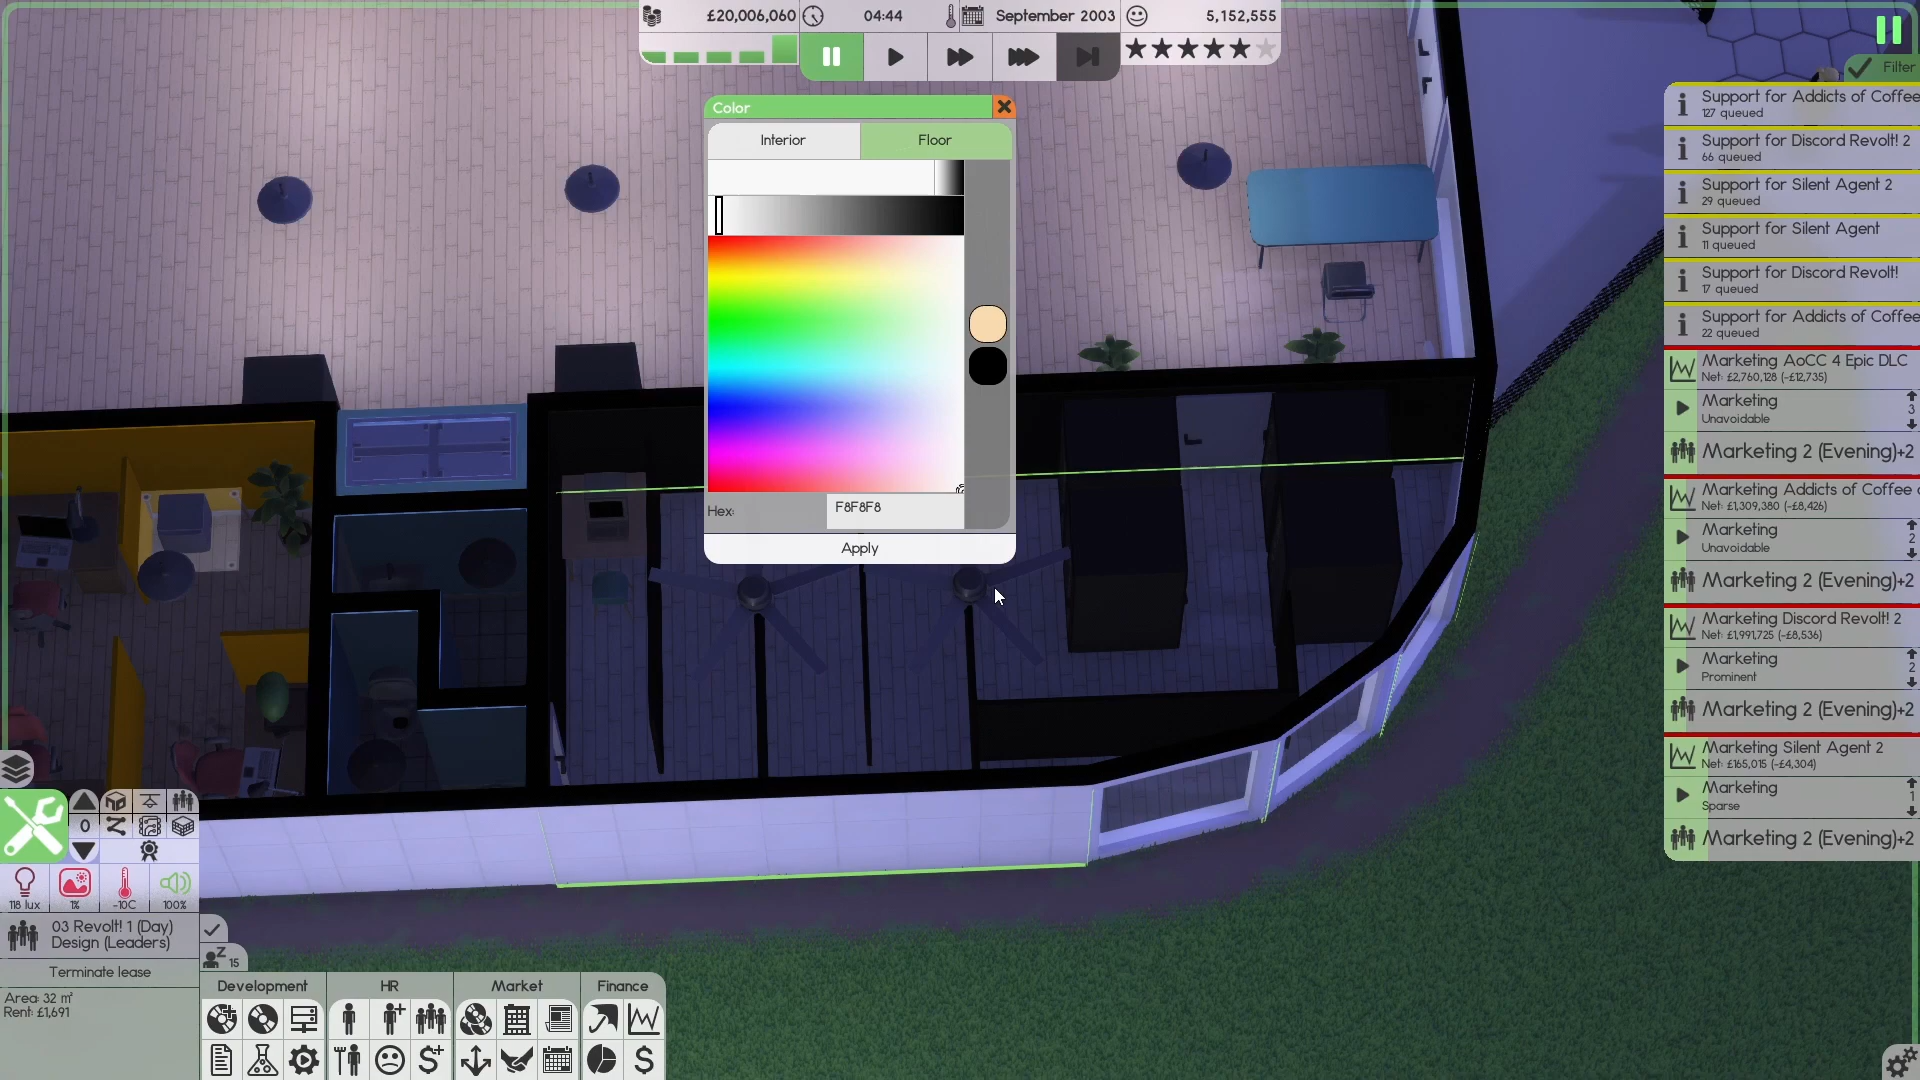 £20,006,060
04:44
September 2003
5,152,555
Color
Interior
Floor
Hex:
F8F8F8
Apply
Filter
Support for Addicts of Coffee
127 queued
Support for Discord Revolt! 2
66 queued
Support for Silent Agent 2
29 queued
Support for Silent Agent
11 queued
Support for Discord Revolt!
17 queued
Support for Addicts of Coffee
22 queued
Marketing AoCC 4 Epic DLC
Net: £2,760,128 (-£12,735)
Marketing
Unavoidable
3
Marketing 2 (Evening)+2
Marketing Addicts of Coffee
Net: £1,309,380 (-£8,426)
Marketing
Unavoidable
2
Marketing 2 (Evening)+2
Marketing Discord Revolt! 2
Net: £1,991,725 (-£8,536)
Marketing
Prominent
2
Marketing 2 (Evening)+2
Marketing Silent Agent 2
Net: £165,015 (-£4,304)
Marketing
Sparse
1
Marketing 2 (Evening)+2
0
118 lux
1%
-10C
100%
03 Revolt! 1 (Day)
Design (Leaders)
Terminate lease
Area: 32 m²
Rent: £1,691
z 15
Development
HR
Market
Finance